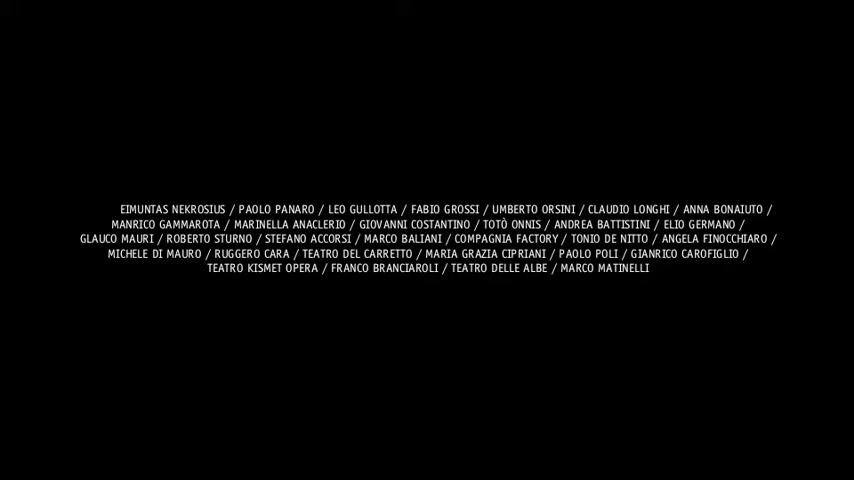 EIMUNTAS NEKROSIUS / PAOLO PANARO / LEO GULLOTTA / FABIO GROSSI / UMBERTO ORSINI / CLAUDIO LONGHI / ANNA BONAIUTO /
MANRICO GAMMAROTA / MARINELLA ANACLERIO / GIOVANNI COSTANTINO / TOTÒ ONNIS / ANDREA BATTISTINI / ELIO GERMANO /
GLAUCO MAURI / ROBERTO STURNO / STEFANO ACCORSI / MARCO BALIANI / COMPAGNIA FACTORY / TONIO DE NITTO / ANGELA FINOCCHIARO /
MICHELE DI MAURO / RUGGERO CARA / TEATRO DEL CARRETTO / MARIA GRAZIA CIPRIANI / PAOLO POLI / GIANRICO CAROFIGLIO /
TEATRO KISMET OPERA / FRANCO BRANCIAROLI / TEATRO DELLE ALBE / MARCO MATINELLI